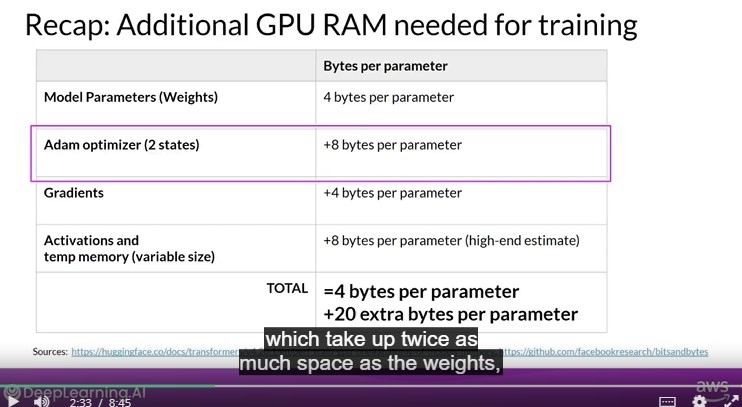 Recap: Additional GPU RAM needed for training
Bytes per parameter
Model Parameters (Weights) 4 bytes per parameter
Adam optimizer (2 states) +8 bytes per parameter
Gradients +4 bytes per parameter
Activations and
temp memory (variable size) +8 bytes per parameter (high-end estimate)
TOTAL =4 bytes per parameter
+20 extra bytes per parameter
which take up twice as
much space as the weights,
Sources: https://huggingface.co/docs/transformer https://github.com/facebookresearch/bitsandbytes
DeepLearning.AI
aws
2:33 / 8:45